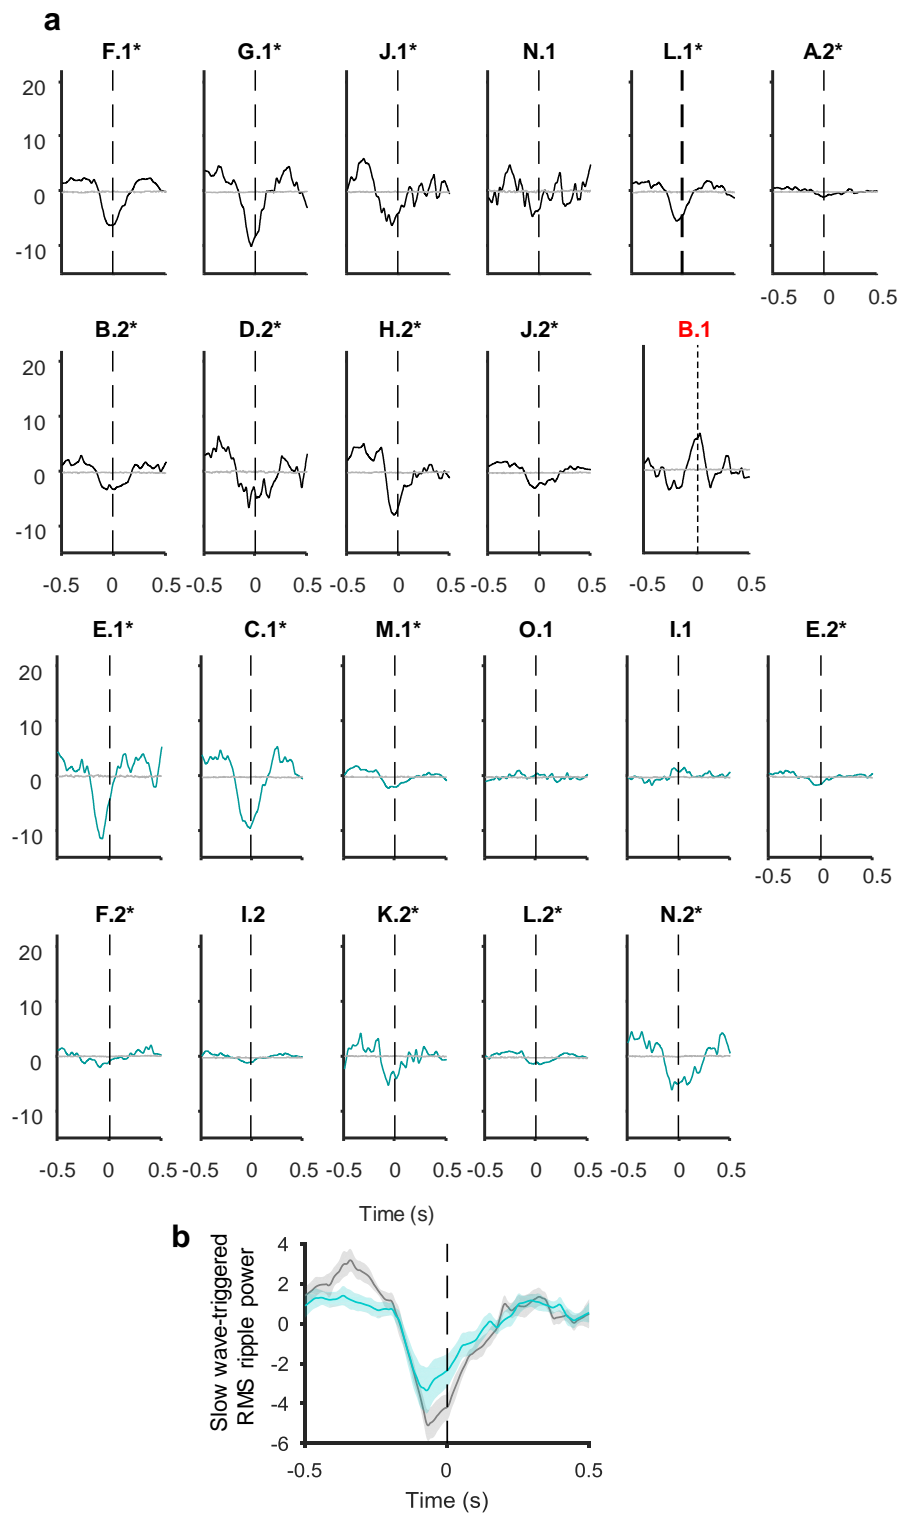 a
F.1* G.1* J.1* N.1 L.1* A.2*
20
10
0
-10
-0.5 0 0.5
B.2* D.2* H.2* J.2* B.1
20
10
0
-10
-0.5 0 0.5 -0.5 0 0.5 -0.5 0 0.5 -0.5 0 0.5 -0.5 0 0.5
E.1* C.1* M.1* O.1 I.1 E.2*
20
10
0
-10
-0.5 0 0.5
F.2* I.2 K.2* L.2* N.2*
20
10
0
-10
-0.5 0 0.5 -0.5 0 0.5 -0.5 0 0.5 -0.5 0 0.5 -0.5 0 0.5
Time (s)
b
Slow wave-triggered
RMS ripple power
4
2
0
-2
-4
-6
-0.5 0 0.5
Time (s)